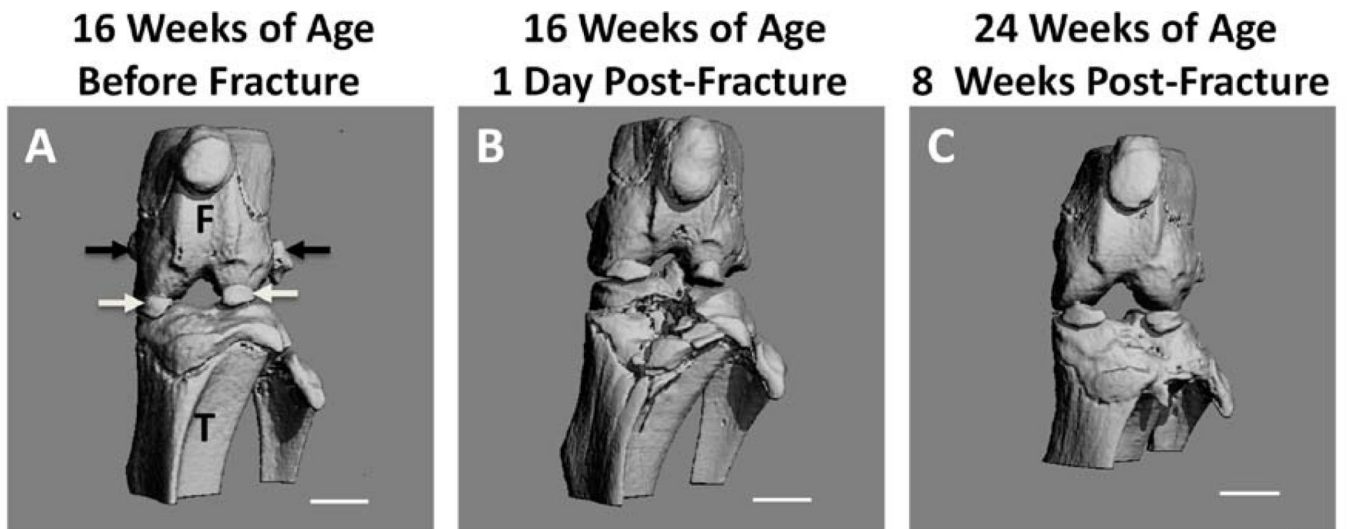 16 Weeks of Age
Before Fracture
16 Weeks of Age
1 Day Post-Fracture
24 Weeks of Age
8 Weeks Post-Fracture
A
F
T
B
C